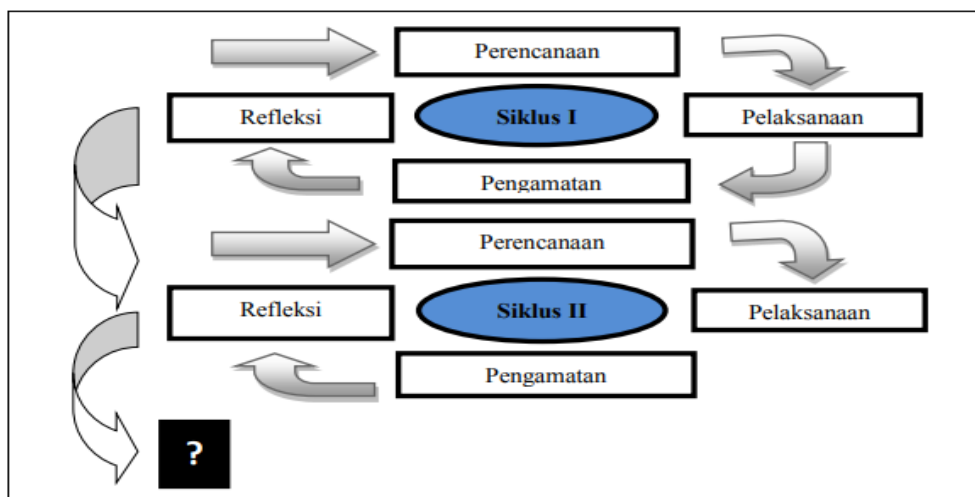 Perencanaan
Refleksi
Siklus I
Pelaksanaan
Pengamatan
Perencanaan
Refleksi
Siklus II
Pelaksanaan
Pengamatan
?